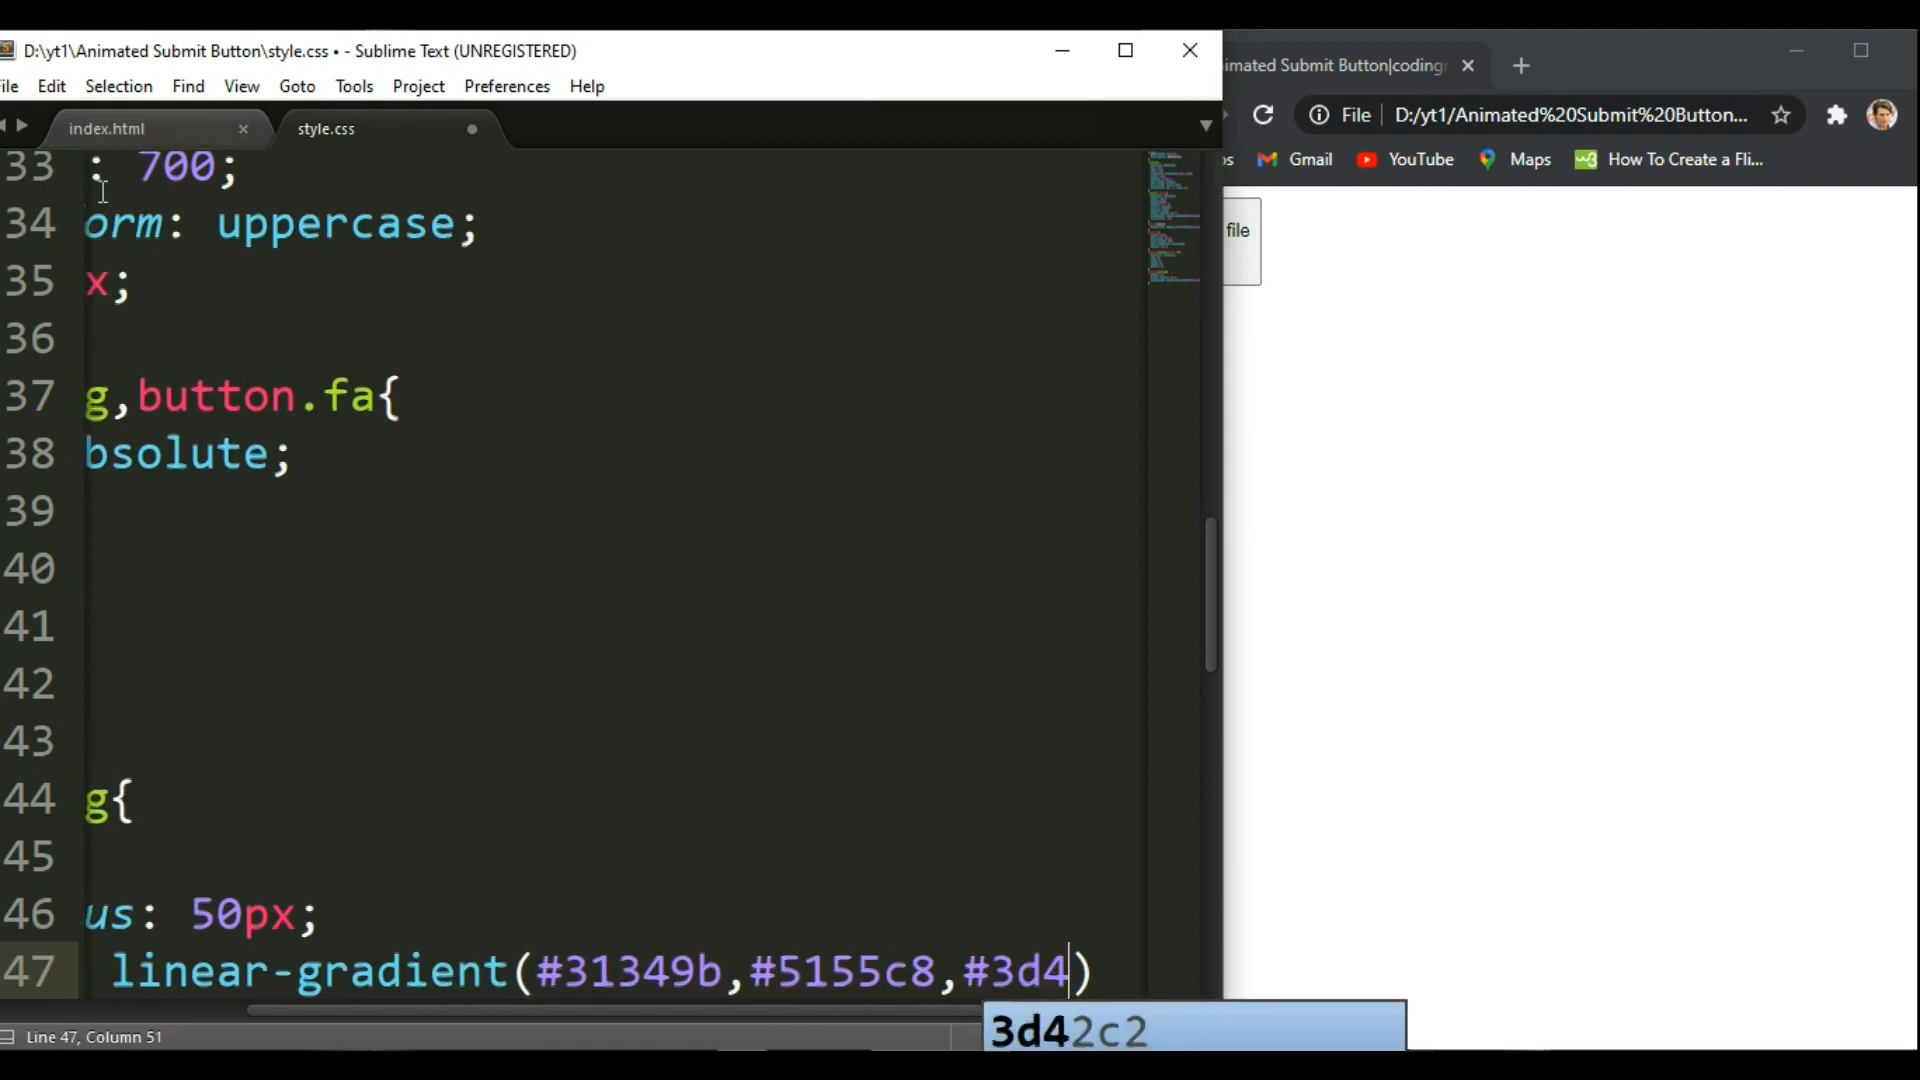 D:\yt1\Animated Submit Button\style.css • - Sublime Text (UNREGISTERED)
File Edit Selection Find View Goto Tools Project Preferences Help
index.html
style.css
33 : 700;
34 orm: uppercase;
35 x;
36
37 g,button.fa{
38 bsolute;
39
40
41
42
43
44 g{
45
46 us: 50px;
47 linear-gradient(#31349b,#5155c8,#3d4)
3d42c2
Line 47, Column 51
imated Submit Button|coding
File D:/yt1/Animated%20Submit%20Button...
ps Gmail YouTube Maps How To Create a Fli...
file